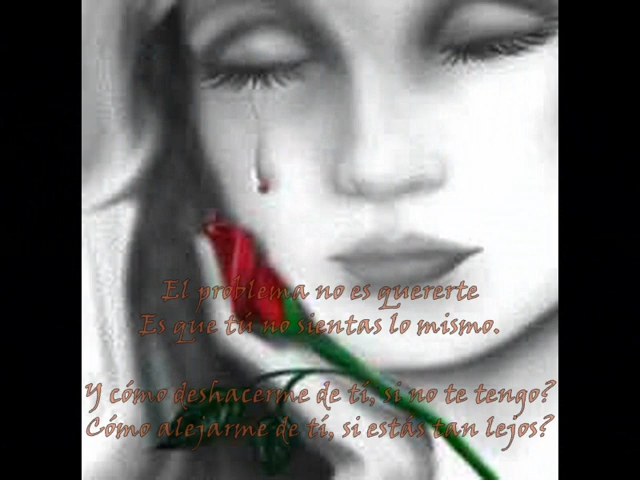 El problema no es quererte
Es que tú no sientas lo mismo.
Y cómo deshacerme de tí, si no te tengo?
Cómo alejarme de tí, si estás tan lejos?